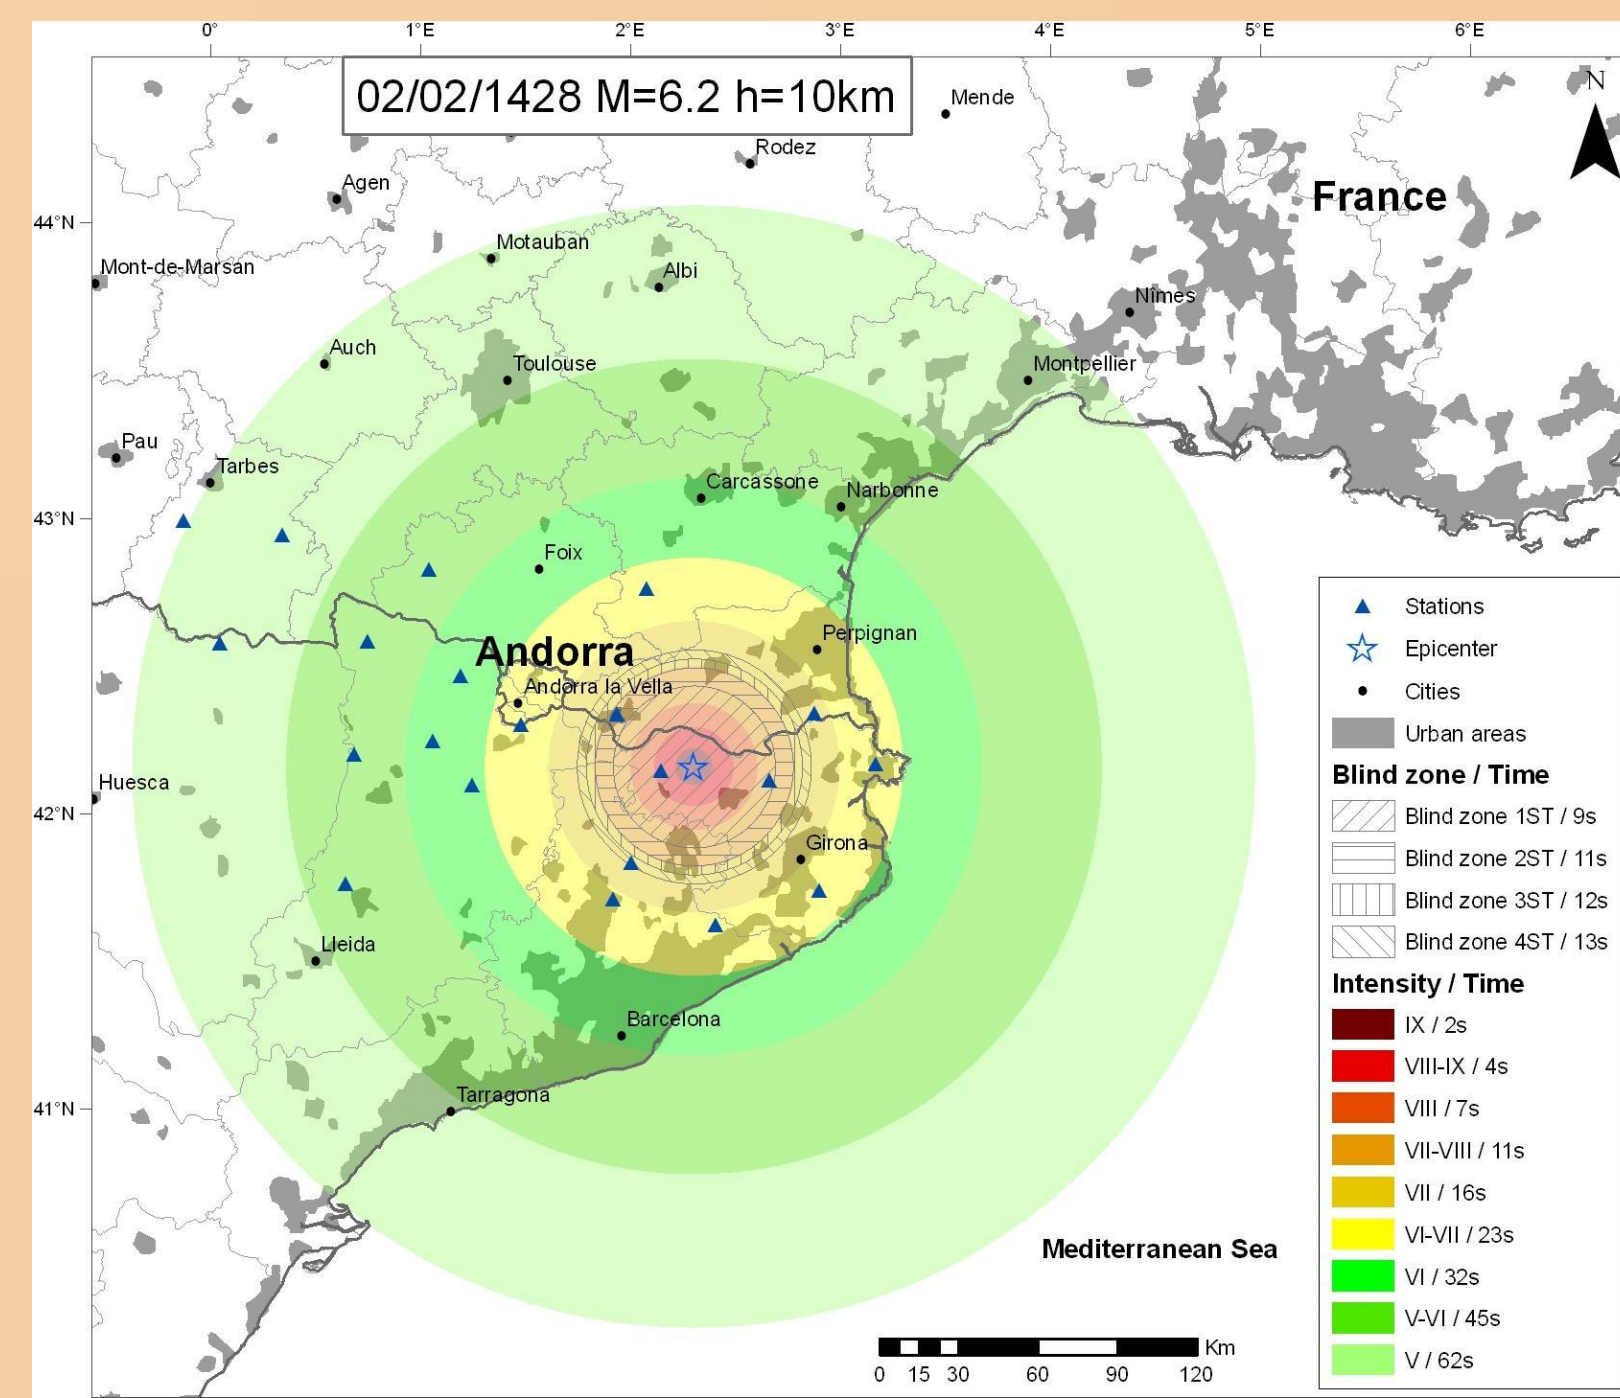 0° 1°E 2°E 3°E 4°E 5°E 6°E
02/02/1428 M=6.2 h=10km
N
Mende
Rodez
Agen
France
44°N
Motauban
Albi
Mont-de-Marsan
Nîmes
Auch
Toulouse
Montpellier
Pau
Tarbes
Carcassone
Narbonne
43°N
Foix
Perpignan
Andorra
Andorra la Vella
Huesca
42°N
Girona
Lleida
Barcelona
Tarragona
41°N
Mediterranean Sea
Km
0 15 30 60 90 120
Stations
Epicenter
Cities
Urban areas
Blind zone / Time
Blind zone 1ST / 9s
Blind zone 2ST / 11s
Blind zone 3ST / 12s
Blind zone 4ST / 13s
Intensity / Time
IX / 2s
VIII-IX / 4s
VIII / 7s
VII-VIII / 11s
VII / 16s
VI-VII / 23s
VI / 32s
V-VI / 45s
V / 62s